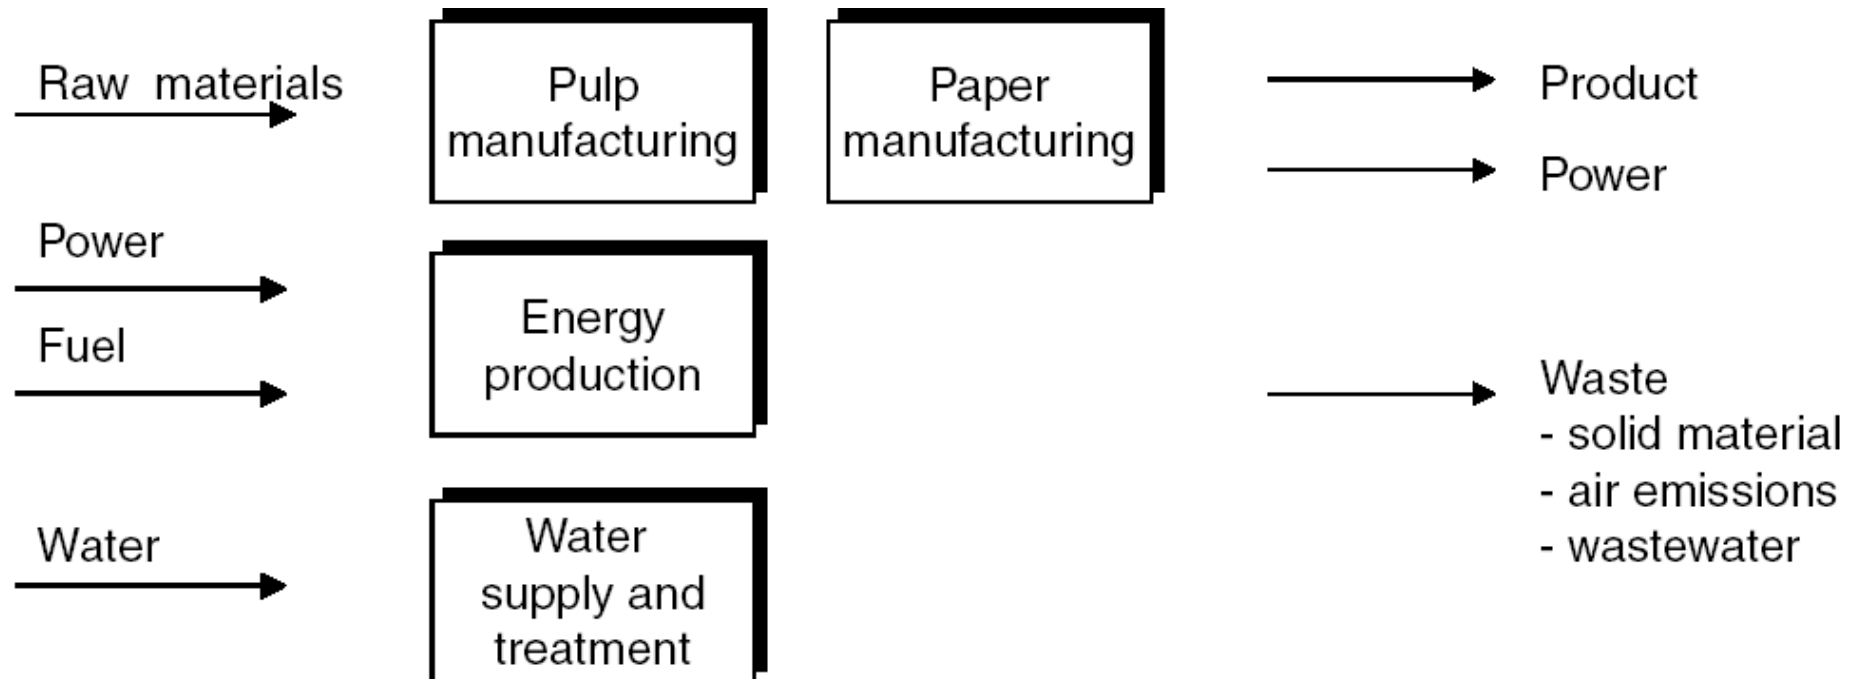 Raw materials
Pulp
manufacturing
Paper
manufacturing
Product
Power
Power
Fuel
Energy
production
Waste
- solid material
- air emissions
- wastewater
Water
Water
supply and
treatment